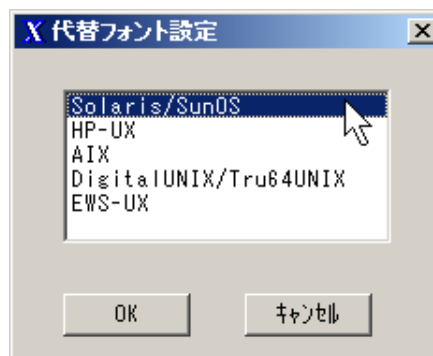 X 代替フォント設定
Solaris/SunOS
HP-UX
AIX
DigitalUNIX/Tru64UNIX
EWS-UX
OK
ｷｬﾝｾﾙ